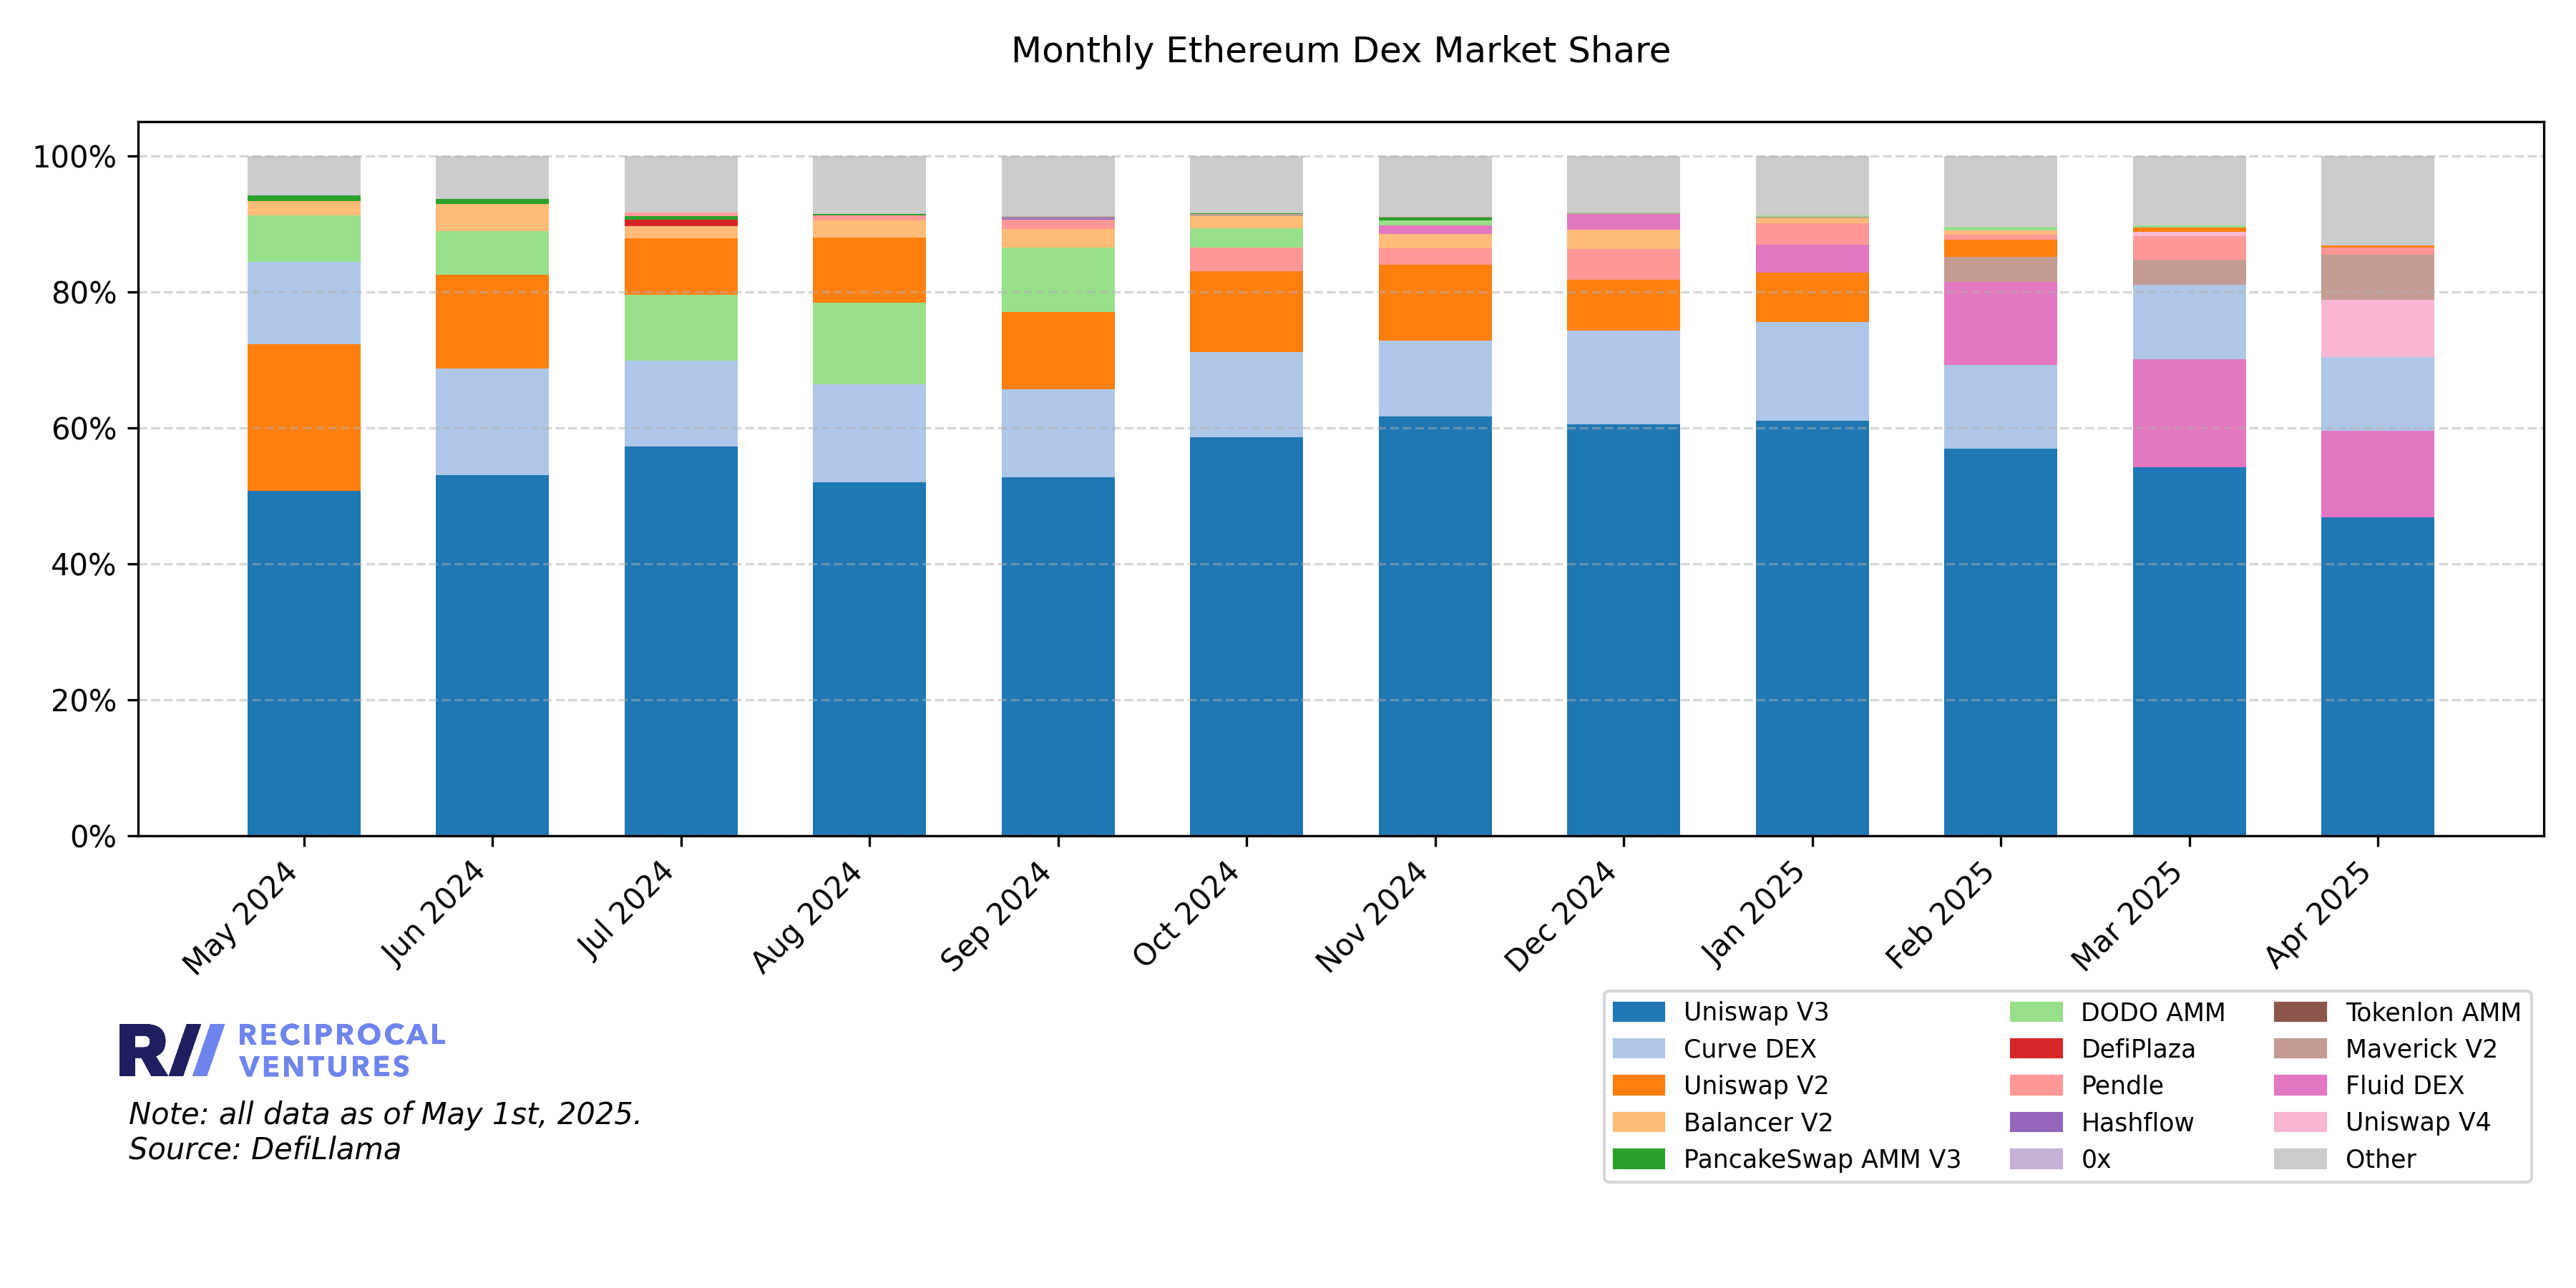 Monthly Ethereum Dex Market Share
100%
80%
60%
40%
20%
0%
May 2024
Jun 2024
Jul 2024
Aug 2024
Sep 2024
Oct 2024
Nov 2024
Dec 2024
Jan 2025
Feb 2025
Mar 2025
Apr 2025
R// RECIPROCAL
VENTURES
Note: all data as of May 1st, 2025.
Source: DefiLlama
Uniswap V3
Curve DEX
Uniswap V2
Balancer V2
PancakeSwap AMM V3
DODO AMM
DefiPlaza
Pendle
Hashflow
0x
Tokenlon AMM
Maverick V2
Fluid DEX
Uniswap V4
Other